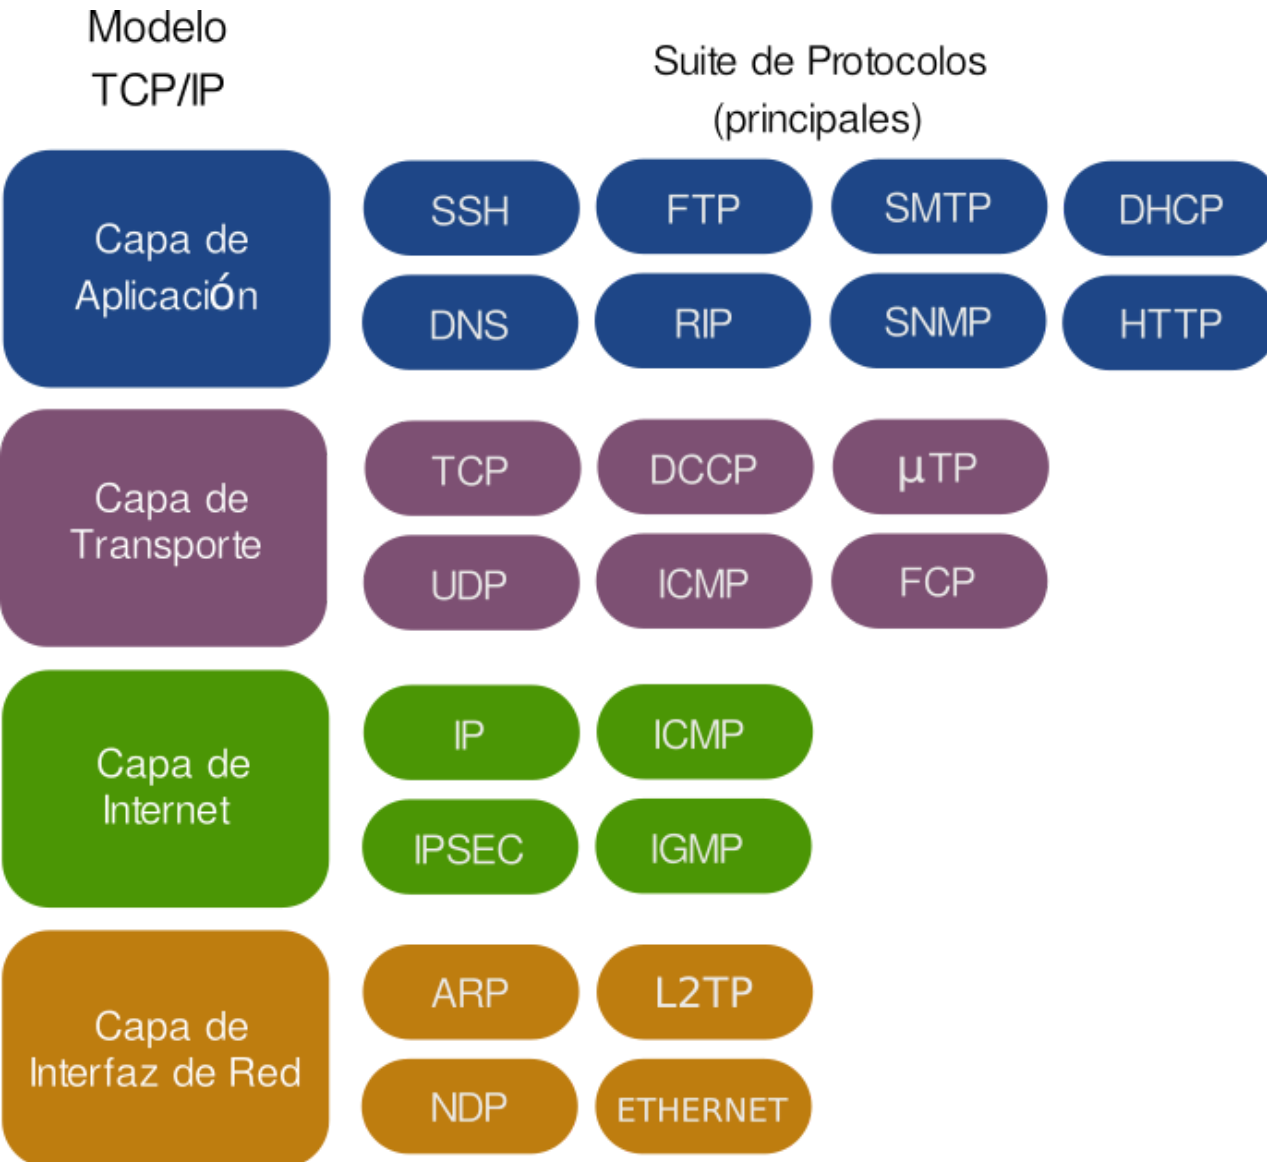 Modelo
TCP/IP
Suite de Protocolos
(principales)
Capa de
Aplicación
SSH FTP SMTP DHCP
DNS RIP SNMP HTTP
Capa de
Transporte
TCP DCCP µTP
UDP ICMP FCP
Capa de
Internet
IP ICMP
IPSEC IGMP
Capa de
Interfaz de Red
ARP L2TP
NDP ETHERNET